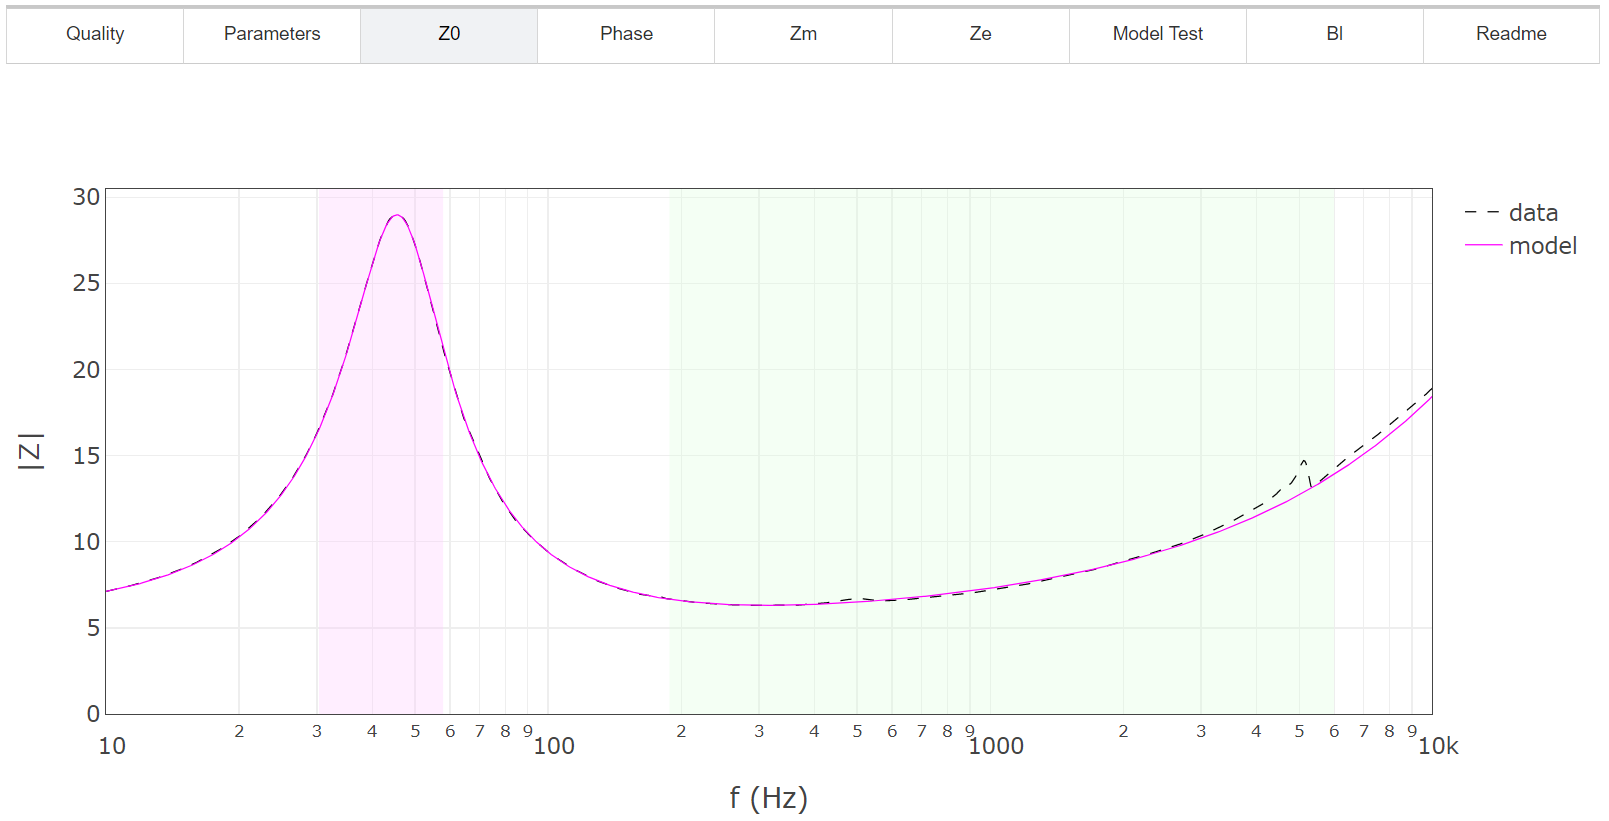 Quality Parameters Z0 Phase Zm Ze Model Test Bl Readme
30
25
20
15
10
5
0
|Z|
data
model
2 3 4 5 6 7 8 9 2 3 4 5 6 7 8 9 2 3 4 5 6 7 8 9
10 100 1000 10k
f (Hz)